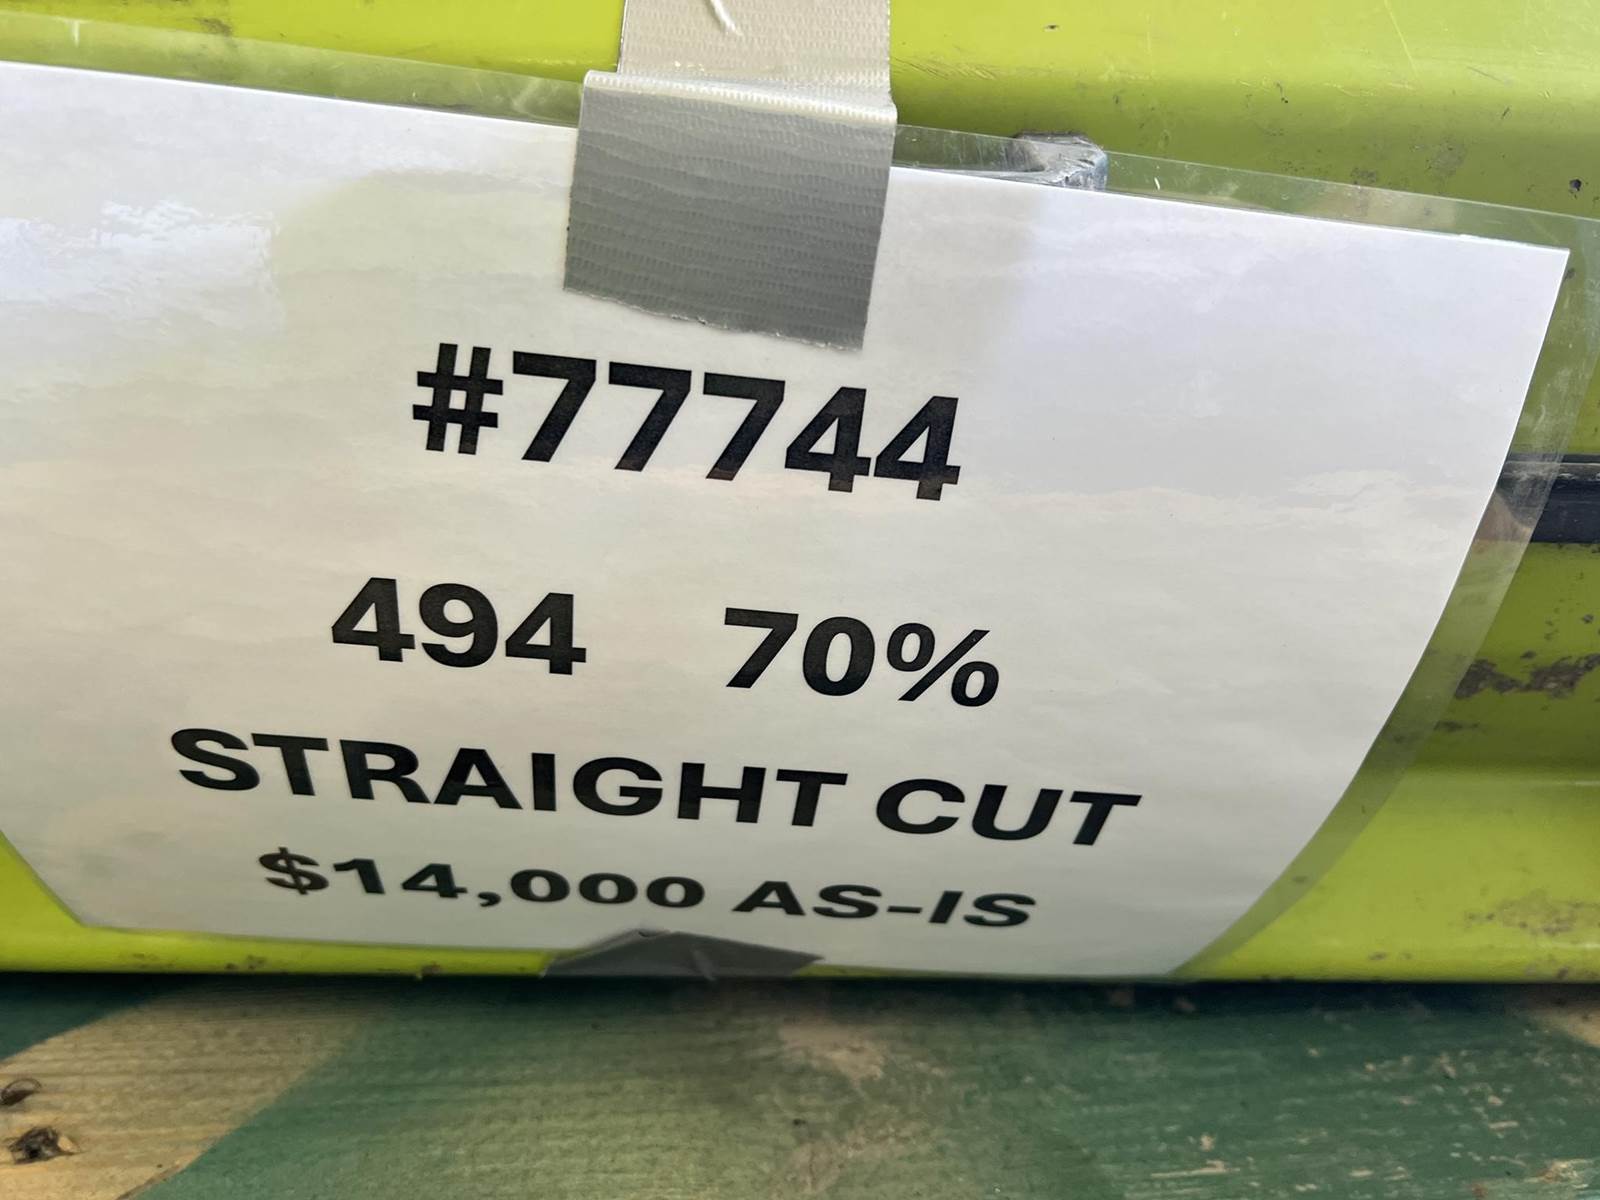 #77744
494 70%
STRAIGHT CUT
$14,000 AS-IS